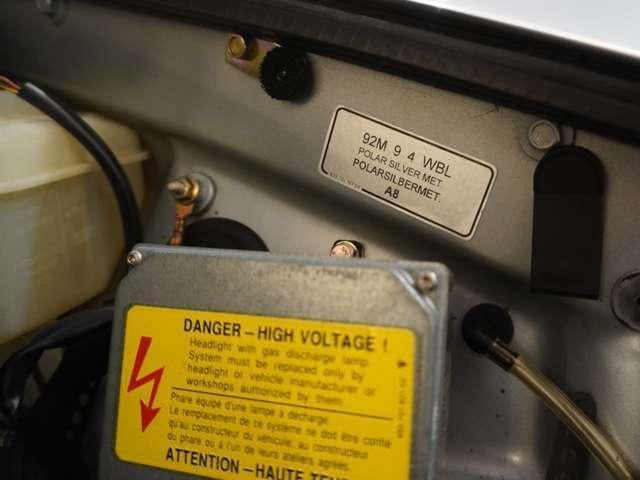 92M 9 4 WBL
POLAR SILVER MET.
POLARSILBERMET.
A8
DANGER – HIGH VOLTAGE !
Headlight with gas discharge lamp.
System must be replaced only by
headlight or vehicle manufacturer or
workshops authorized by them.
Phare equipé d'une lampe à décharge.
Le remplacement de ce système ne doit être confié
qu'au constructeur du véhicule, au constructeur
du phare ou à l'un de leurs ateliers agréés.
ATTENTION – HAUTE